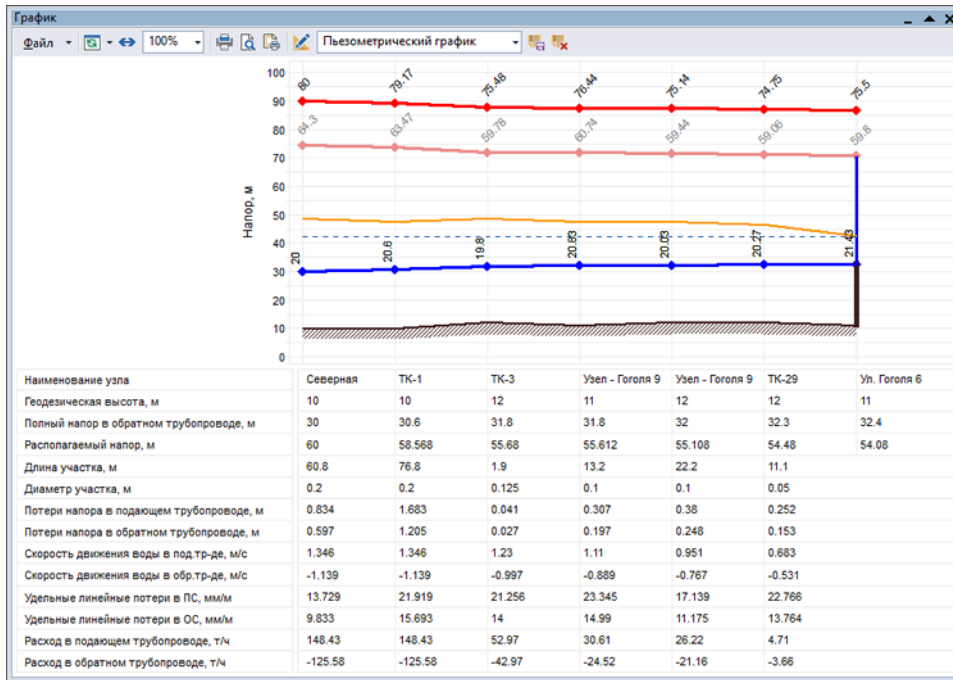 График
Файл 100% Пьезометрический график
100
90
80
70
60
50
40
30
20
10
0
Напор, м
80 79.17 75.48 76.44 75.14 74.75 75.5
64.3 63.47 59.78 60.74 59.44 59.06 59.8
20 20.6 19.8 20.83 20.03 20.27 21.43
Наименование узла Северная ТК-1 ТК-3 Узел - Гоголя 9 Узел - Гоголя 9 ТК-29 Ул. Гоголя 6
Геодезическая высота, м 10 10 12 11 12 12 11
Полный напор в обратном трубопроводе, м 30 30.6 31.8 31.8 32 32.3 32.4
Располагаемый напор, м 60 58.568 55.68 55.612 55.108 54.48 54.08
Длина участка, м 60.8 76.8 1.9 13.2 22.2 11.1
Диаметр участка, м 0.2 0.2 0.125 0.1 0.1 0.05
Потери напора в подающем трубопроводе, м 0.834 1.683 0.041 0.307 0.38 0.252
Потери напора в обратном трубопроводе, м 0.597 1.205 0.027 0.197 0.248 0.153
Скорость движения воды в под.тр-де, м/с 1.346 1.346 1.23 1.11 0.951 0.683
Скорость движения воды в обр.тр-де, м/с -1.139 -1.139 -0.997 -0.889 -0.767 -0.531
Удельные линейные потери в ПС, мм/м 13.729 21.919 21.256 23.345 17.139 22.766
Удельные линейные потери в ОС, мм/м 9.833 15.693 14 14.99 11.175 13.764
Расход в подающем трубопроводе, т/ч 148.43 148.43 52.97 30.61 26.22 4.71
Расход в обратном трубопроводе, т/ч -125.58 -125.58 -42.97 -24.52 -21.16 -3.66